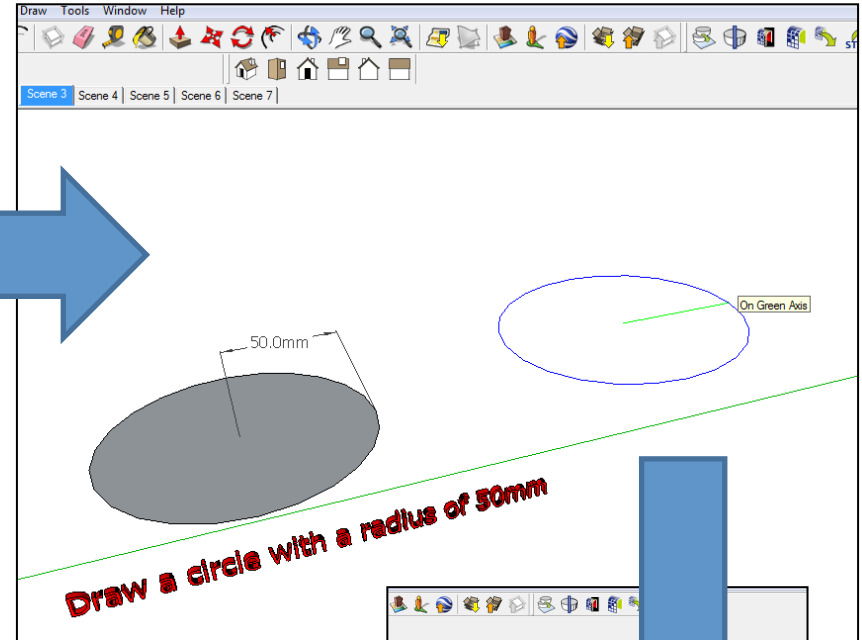 Draw Tools Window Help
Scene 3 Scene 4 Scene 5 Scene 6 Scene 7
On Green Axis
50.0mm
Draw a circle with a radius of 50mm